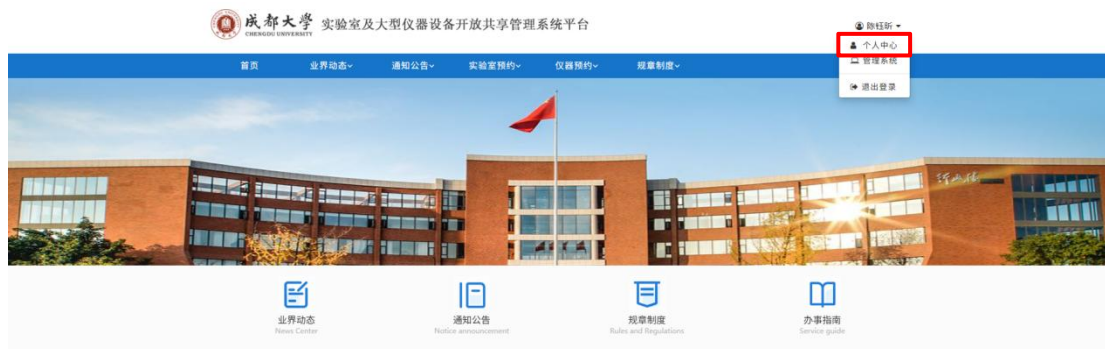 成都大学 实验室及大型仪器设备开放共享管理系统平台
CHENGDU UNIVERSITY
陈钰昕
个人中心
管理系统
退出登录
首页 业界动态 通知公告 实验室预约 仪器预约 规章制度
业界动态 通知公告 规章制度 办事指南
News Center Notice announcement Rules and Regulations Service guide